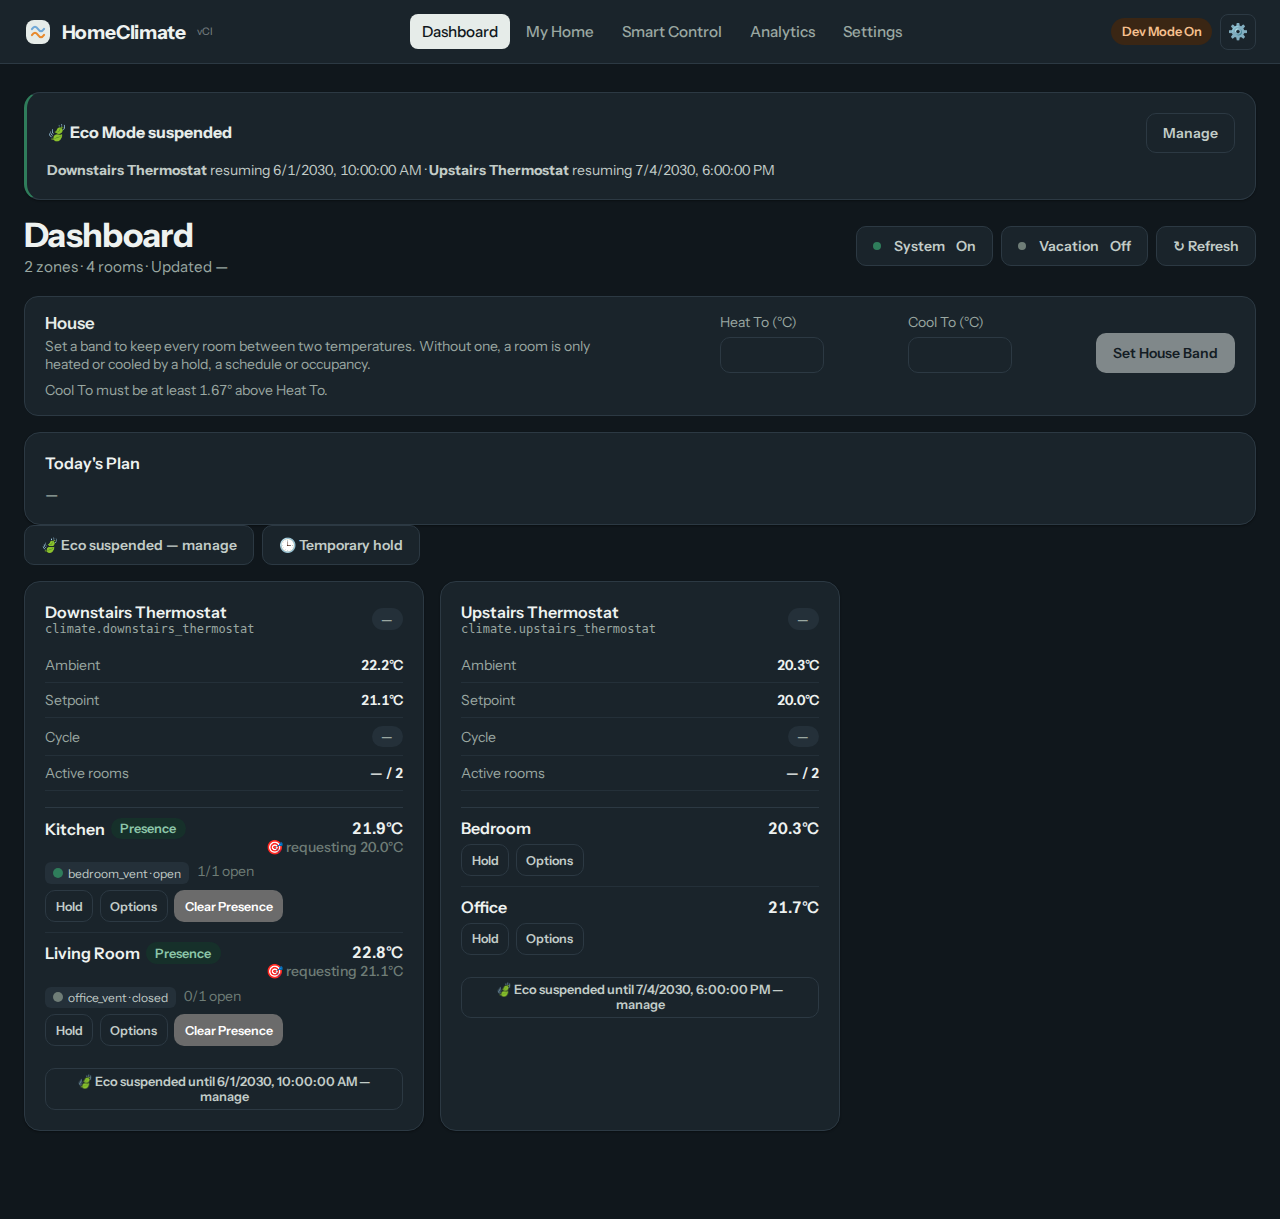 HomeClimate vCI
Dashboard My Home Smart Control Analytics Settings
Dev Mode On
Eco Mode suspended
Manage
Downstairs Thermostat resuming 6/1/2030, 10:00:00 AM · Upstairs Thermostat resuming 7/4/2030, 6:00:00 PM
Dashboard
2 zones · 4 rooms · Updated —
System On
Vacation Off
↻ Refresh
House
Set a band to keep every room between two temperatures. Without one, a room is only
heated or cooled by a hold, a schedule or occupancy.
Cool To must be at least 1.67° above Heat To.
Heat To (°C)
Cool To (°C)
Set House Band
Today's Plan
—
Eco suspended — manage
Temporary hold
Downstairs Thermostat —
climate.downstairs_thermostat
Ambient 22.2°C
Setpoint 21.1°C
Cycle —
Active rooms — / 2
Kitchen Presence 21.9°C
requesting 20.0°C
bedroom_vent · open 1/1 open
Hold Options Clear Presence
Living Room Presence 22.8°C
requesting 21.1°C
office_vent · closed 0/1 open
Hold Options Clear Presence
Eco suspended until 6/1/2030, 10:00:00 AM —
manage
Upstairs Thermostat —
climate.upstairs_thermostat
Ambient 20.3°C
Setpoint 20.0°C
Cycle —
Active rooms — / 2
Bedroom 20.3°C
Hold Options
Office 21.7°C
Hold Options
Eco suspended until 7/4/2030, 6:00:00 PM —
manage